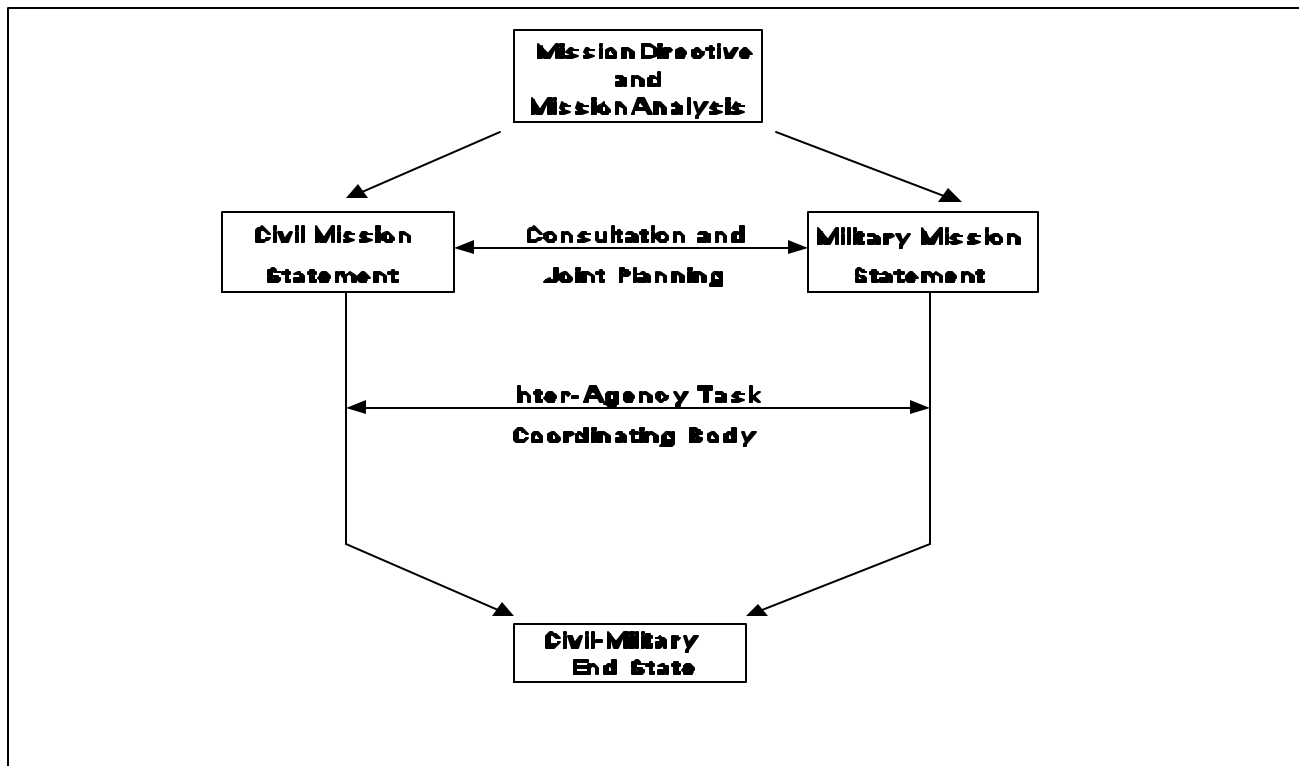 Mission Directive
and
Mission Analysis
Civil Mission
Statement
Consultation and
Joint Planning
Military Mission
Statement
Inter-Agency Task
Coordinating Body
Civil-Military
End State